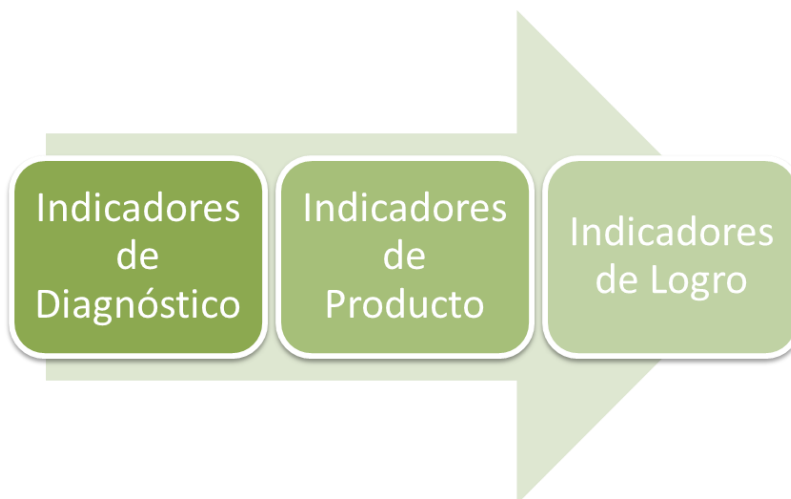 Indicadores
de
Diagnóstico
Indicadores
de
Producto
Indicadores
de Logro